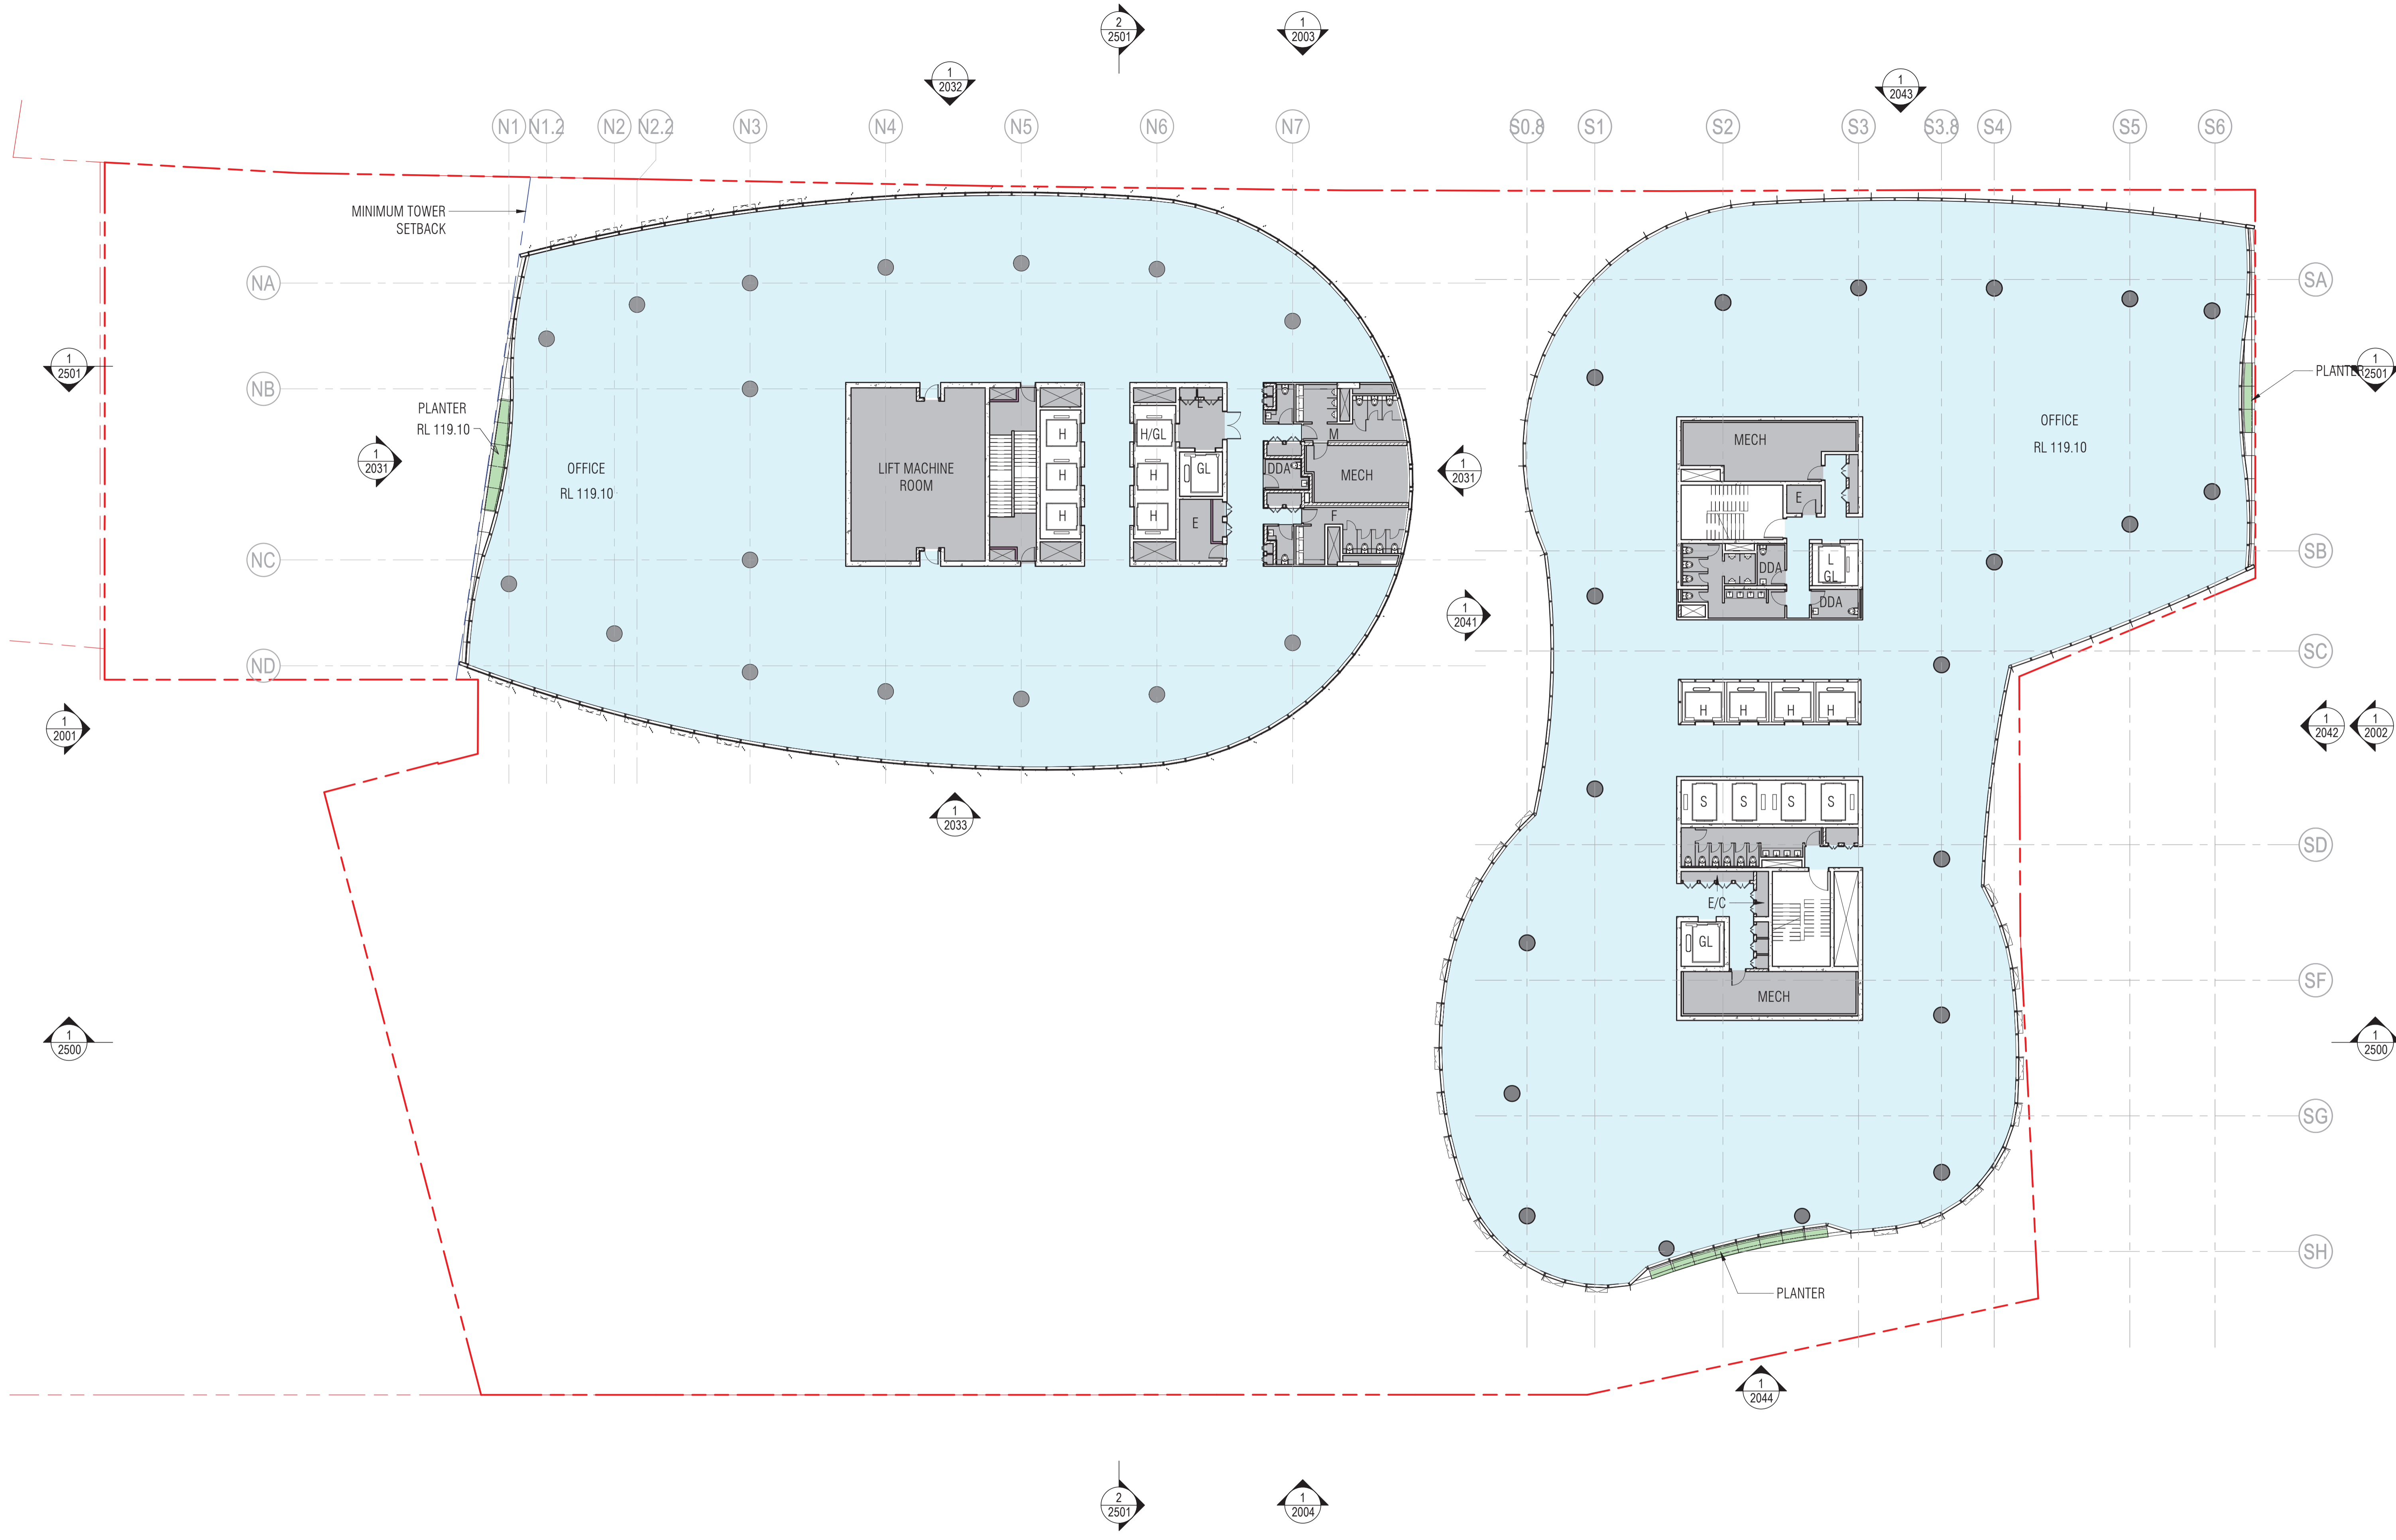 2
2501
1
2003
1
2032
1
2043
N1
N1.2
N2
N2.2
N3
N4
N5
N6
N7
S0.8
S1
S2
S3
S3.8
S4
S5
S6
MINIMUM TOWER
SETBACK
NA
SA
1
2501
NB
PLANTER
1
2501
PLANTER
RL 119.10
OFFICE
RL 119.10
1
2031
OFFICE
RL 119.10
LIFT MACHINE
ROOM
H
H
H
H/GL
H
H
E
GL
E
M
DDA
MECH
F
1
2031
MECH
E
DDA
L
GL
DDA
NC
SB
1
2041
ND
SC
H
H
H
H
1
2001
1
2042
1
2002
1
2033
S
S
S
S
SD
E/C
GL
SF
MECH
1
2500
1
2500
SG
SH
PLANTER
1
2044
2
2501
1
2004